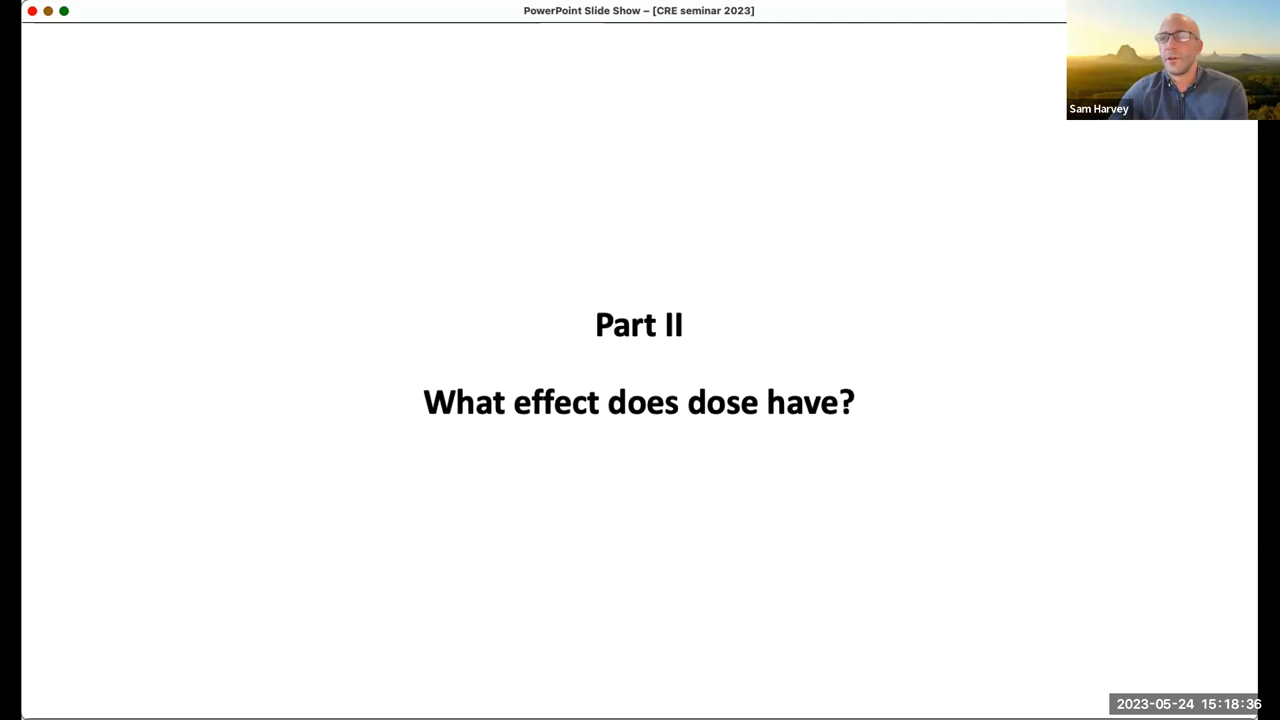 PowerPoint Slide Show – [CRE seminar 2023]
Sam Harvey
Part II
What effect does dose have?
2023-05-24 15:18:36